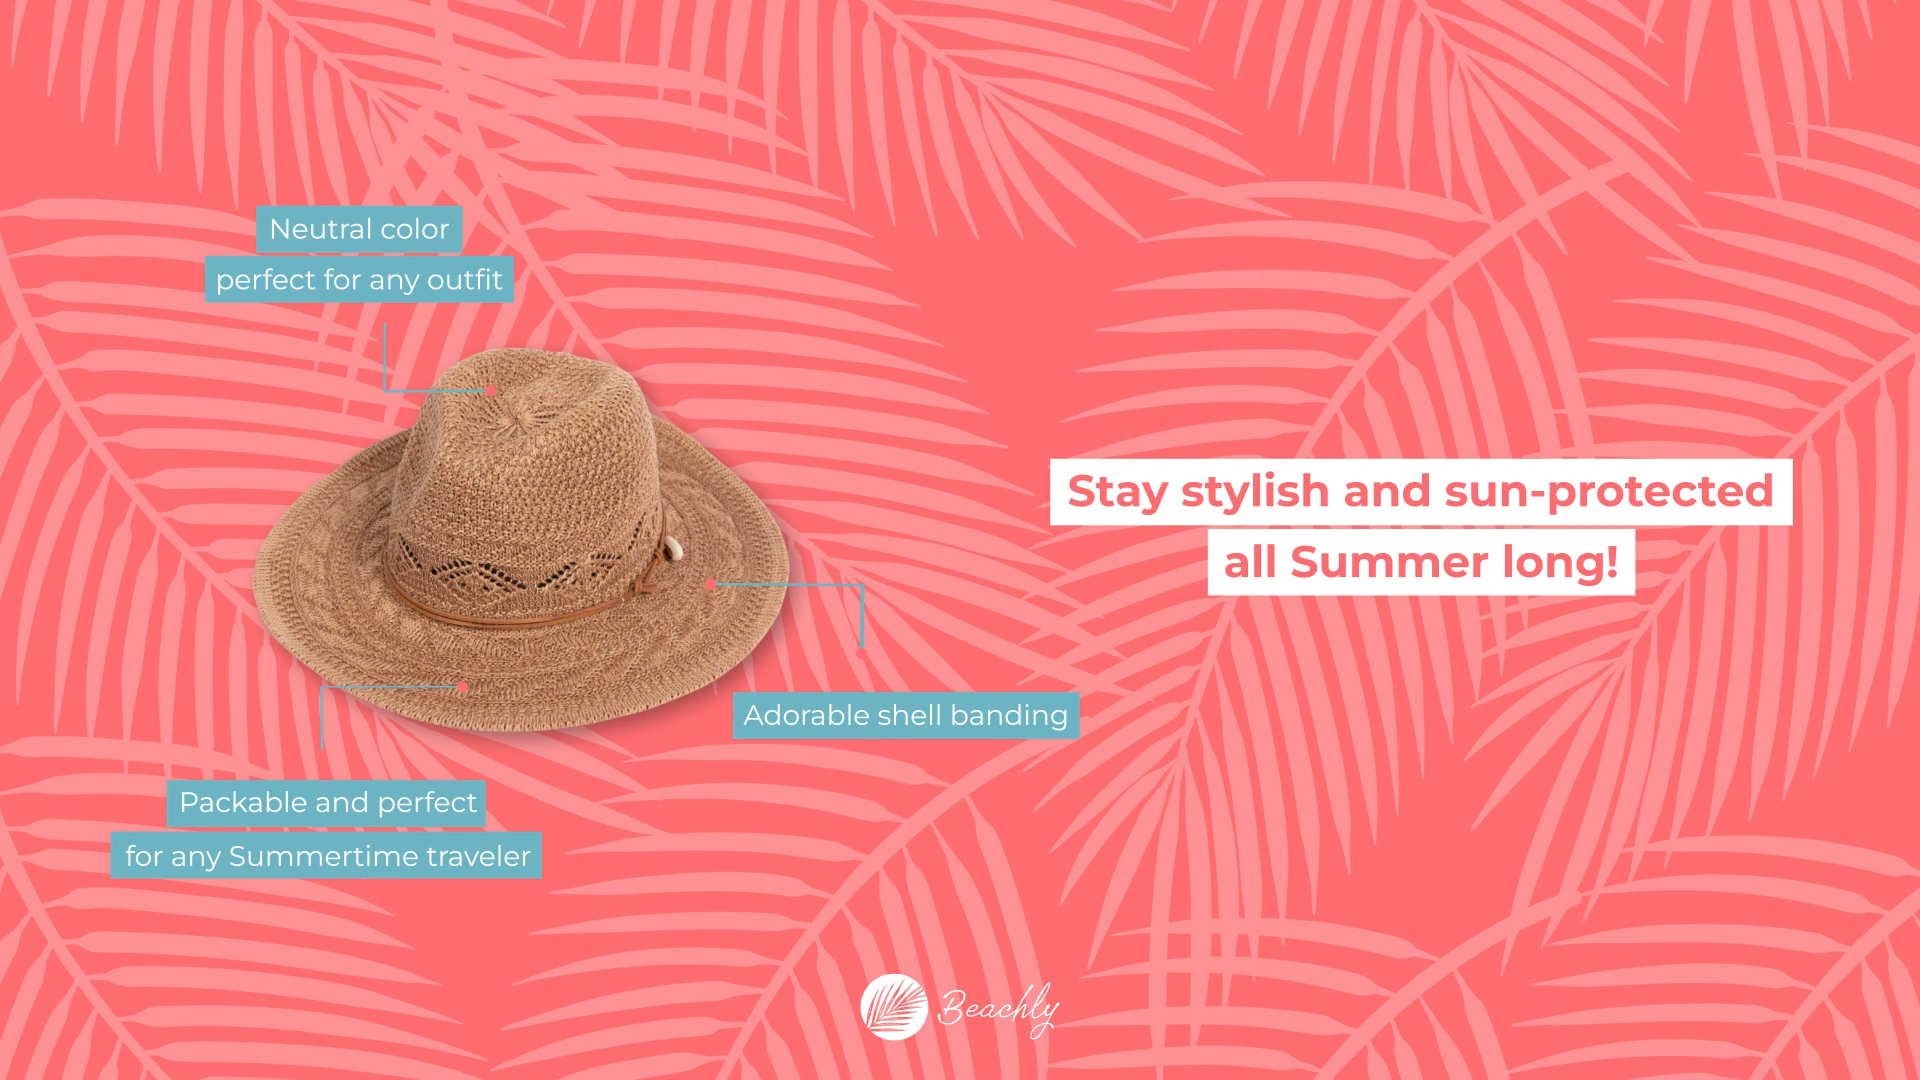 Neutral color
perfect for any outfit
Stay stylish and sun-protected
all Summer long!
Adorable shell banding
Packable and perfect
for any Summertime traveler
Beachly